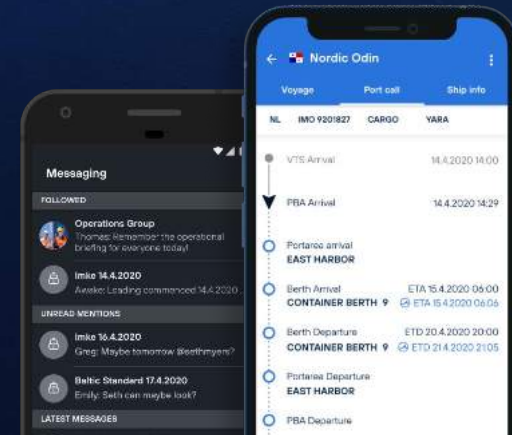 Messaging
FOLLOWED
Operations Group
Thomas: Remember the operational
briefing for everyone today!
Imke 14.4.2020
Awake: Loading commenced 14.4.2020 ..
UNREAD MENTIONS
Imke 16.4.2020
Greg: Maybe tomorrow @sethmyers?
Baltic Standard 17.4.2020
Emily: Seth can maybe look?
LATEST MESSAGES
Nordic Odin
Voyage Port call Ship info
NL IMO 9201827 CARGO YARA
VTS Arrival 14.4.2020 14:00
PBA Arrival 14.4.2020 14:29
Portarea arrival
EAST HARBOR
Berth Arrival ETA 15.4.2020 06:00
CONTAINER BERTH 9 ETA 15.4.2020 06:06
Berth Departure ETD 20.4.2020 20:00
CONTAINER BERTH 9 ETD 21.4.2020 21:05
Portarea Departure
EAST HARBOR
PBA Departure